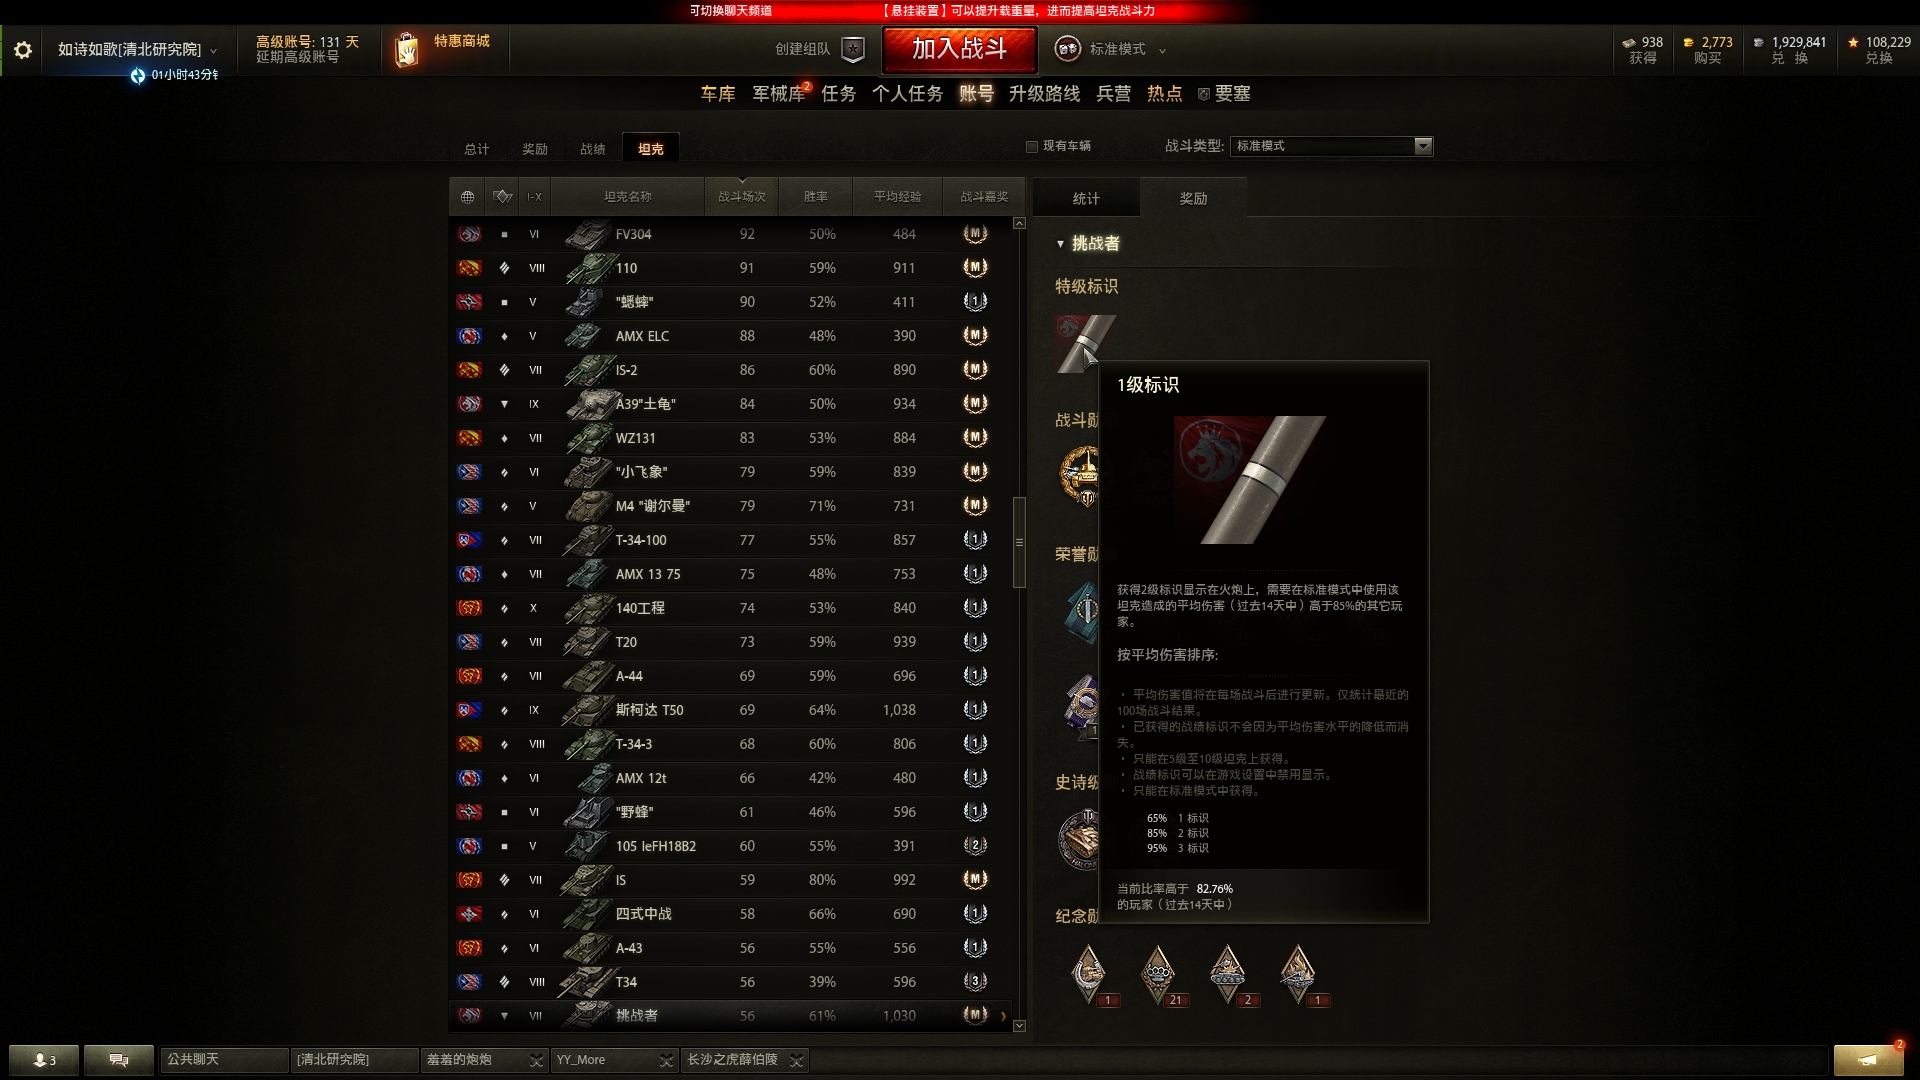 可切换聊天频道 【悬挂装置】可以提升载重量，进而提高坦克战斗力
如诗如歌[清北研究院]
01小时43分钟
高级账号: 131 天
延期高级账号
特惠商城
创建组队
加入战斗
标准模式
938
获得
2,773
购买
1,929,841
兑 换
108,229
兑换
车库 军械库 2 任务 个人任务 账号 升级路线 兵营 热点 要塞
总计 奖励 战绩 坦克
现有车辆
战斗类型: 标准模式
I-X 坦克名称 战斗场次 胜率 平均经验 战斗嘉奖
VI FV304 92 50% 484 M
VIII 110 91 59% 911 M
V "蟋蟀" 90 52% 411 1
V AMX ELC 88 48% 390 M
VII IS-2 86 60% 890 M
IX A39"土龟" 84 50% 934 M
VII WZ131 83 53% 884 M
VI "小飞象" 79 59% 839 M
V M4 "谢尔曼" 79 71% 731 M
VII T-34-100 77 55% 857 1
VII AMX 13 75 75 48% 753 1
X 140工程 74 53% 840 1
VII T20 73 59% 939 1
VII A-44 69 59% 696 1
IX 斯柯达 T50 69 64% 1,038 1
VIII T-34-3 68 60% 806 1
VI AMX 12t 66 42% 480 1
VI "野蜂" 61 46% 596 1
V 105 leFH18B2 60 55% 391 2
VII IS 59 80% 992 M
VI 四式中战 58 66% 690 1
VI A-43 56 55% 556 1
VIII T34 56 39% 596 3
VII 挑战者 56 61% 1,030 M
统计 奖励
挑战者
特级标识
战斗勋
荣誉勋
史诗级
纪念勋
1 21 2 1
1级标识
获得2级标识显示在火炮上，需要在标准模式中使用该
坦克造成的平均伤害（过去14天中）高于85%的其它玩
家。
按平均伤害排序:
· 平均伤害值将在每场战斗后进行更新。仅统计最近的
100场战斗结果。
· 已获得的战绩标识不会因为平均伤害水平的降低而消
失。
· 只能在5级至10级坦克上获得。
· 战绩标识可以在游戏设置中禁用显示。
· 只能在标准模式中获得。
65% 1 标识
85% 2 标识
95% 3 标识
当前比率高于 82.76%
的玩家（过去14天中）
3
公共聊天 [清北研究院] 羞羞的炮炮 YY_More 长沙之虎薛伯陵
2